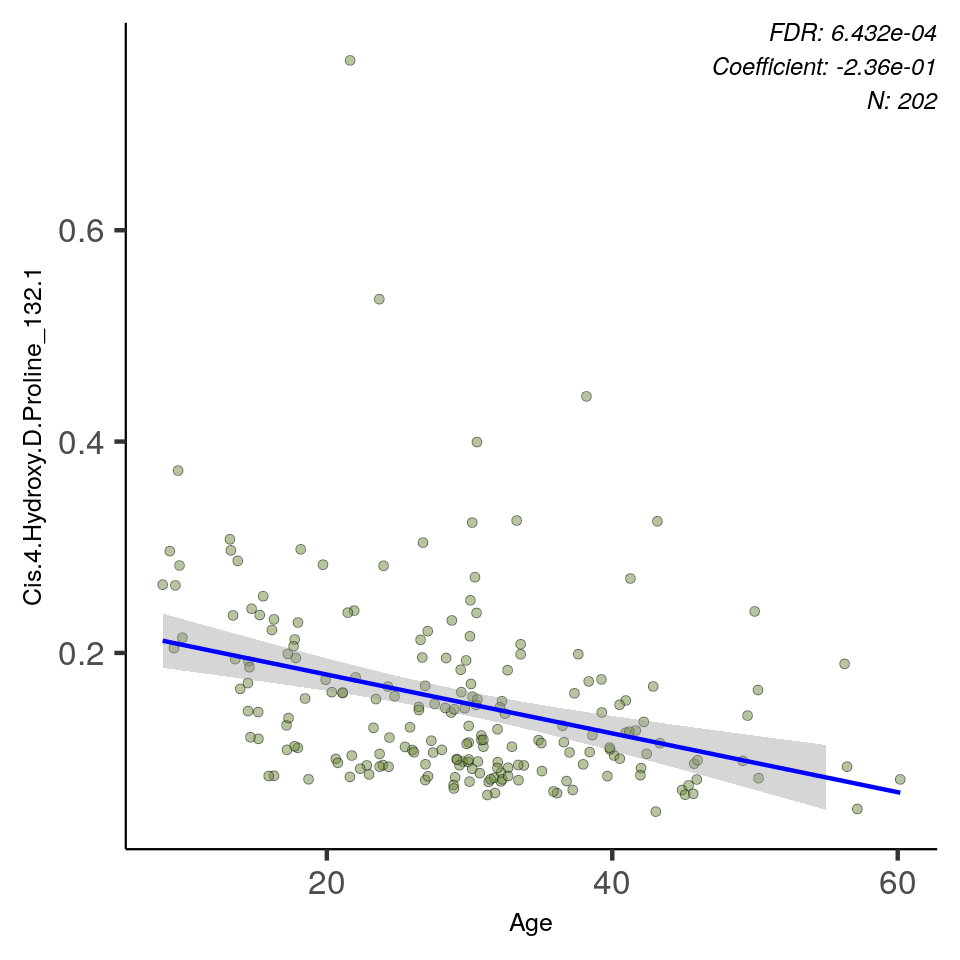 FDR: 6.432e-04
Coefficient: -2.36e-01
N: 202
0.6
0.4
0.2
Cis.4.Hydroxy.D.Proline_132.1
20
40
60
Age